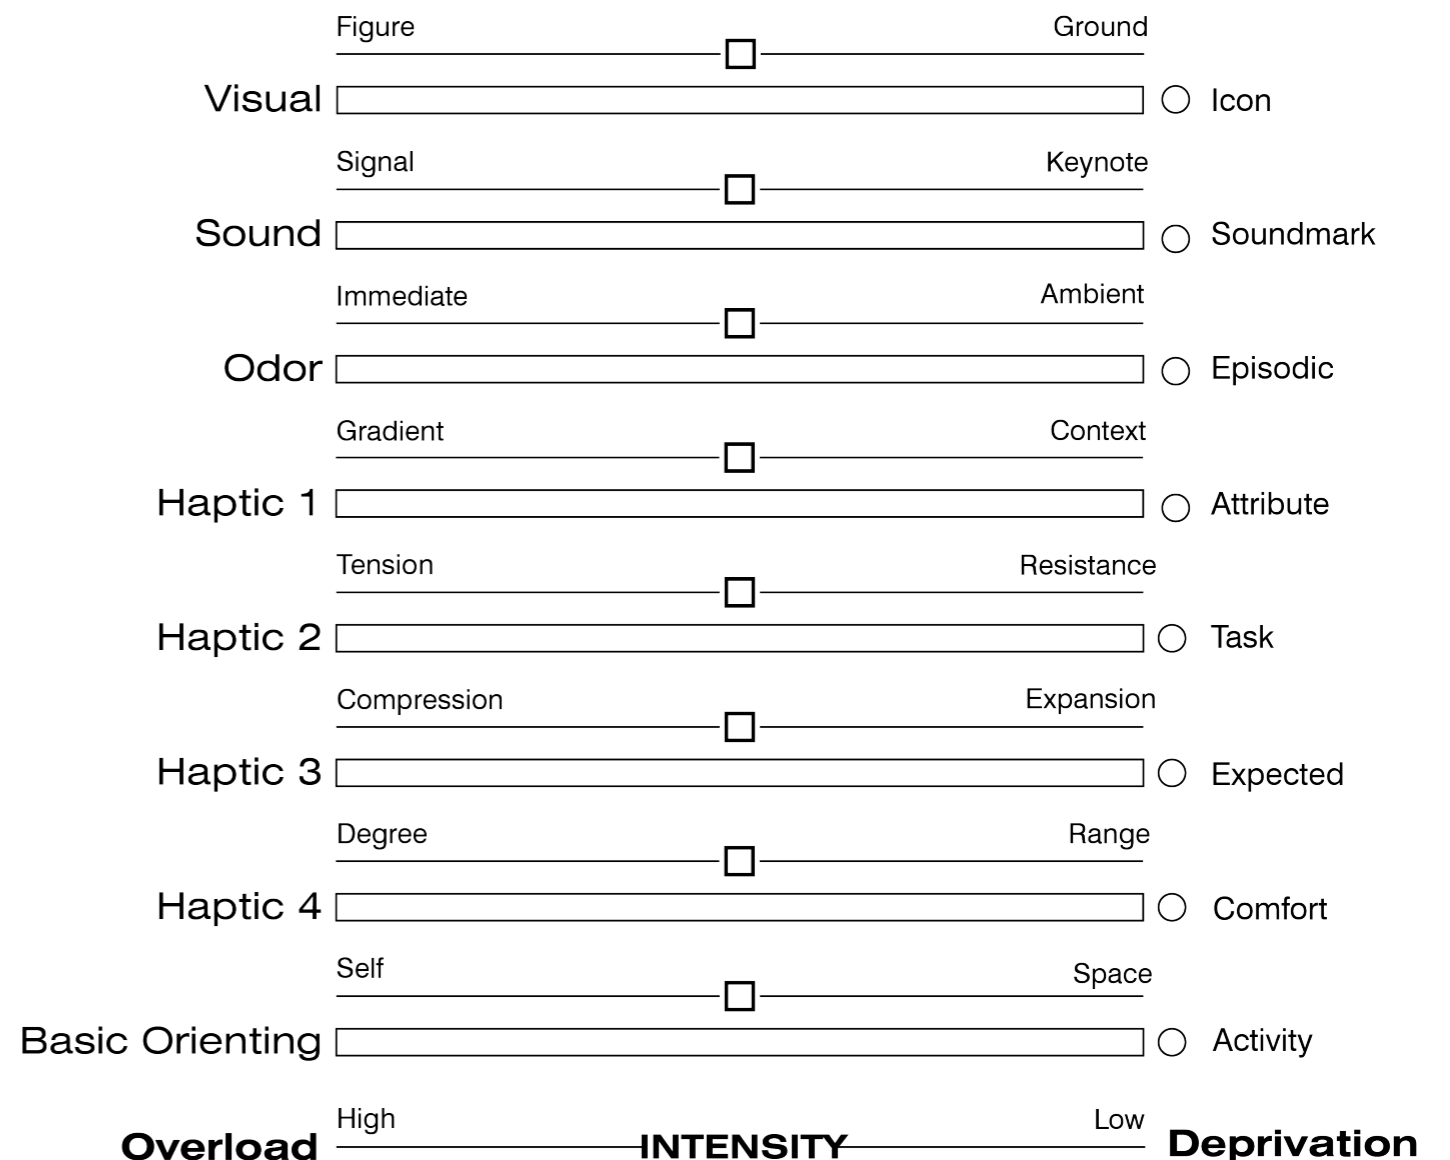 Figure Ground
Visual Icon
Signal Keynote
Sound Soundmark
Immediate Ambient
Odor Episodic
Gradient Context
Haptic 1 Attribute
Tension Resistance
Haptic 2 Task
Compression Expansion
Haptic 3 Expected
Degree Range
Haptic 4 Comfort
Self Space
Basic Orienting Activity
High Low
Overload INTENSITY Deprivation